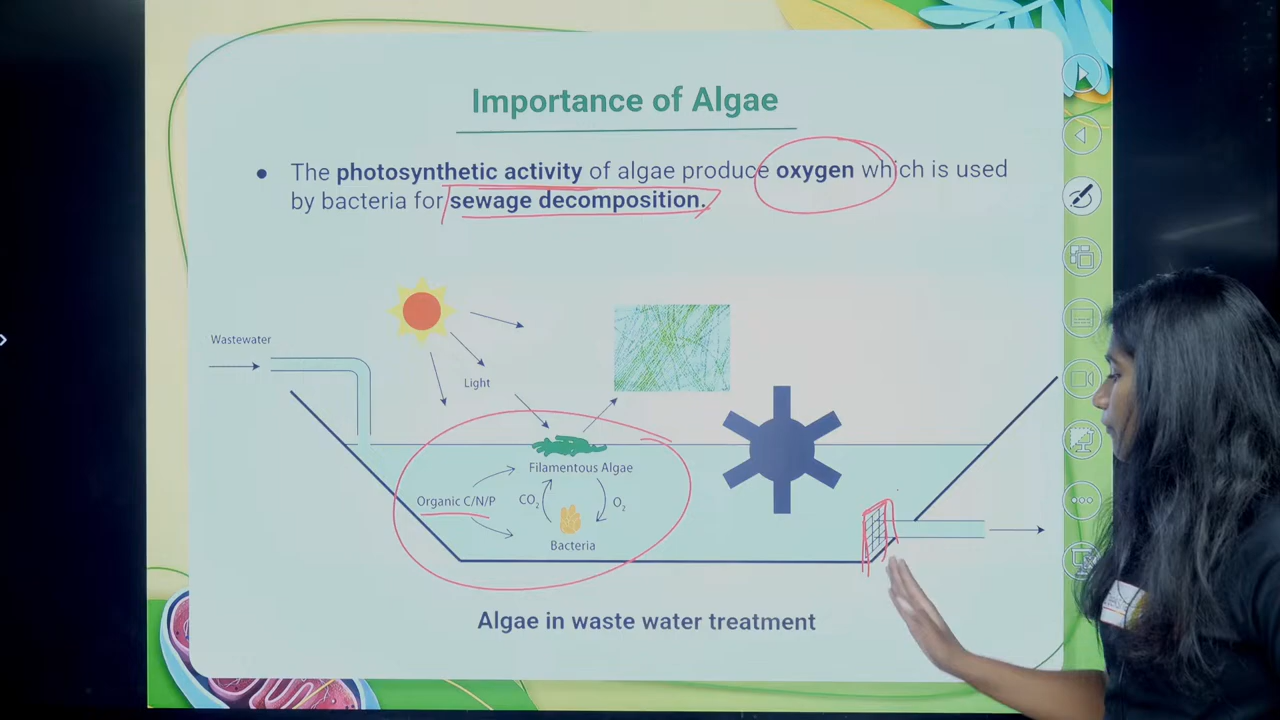 Importance of Algae
• The photosynthetic activity of algae produce oxygen which is used
by bacteria for sewage decomposition.
Wastewater
Light
Filamentous Algae
Organic C/N/P
CO₂
O₂
Bacteria
Algae in waste water treatment